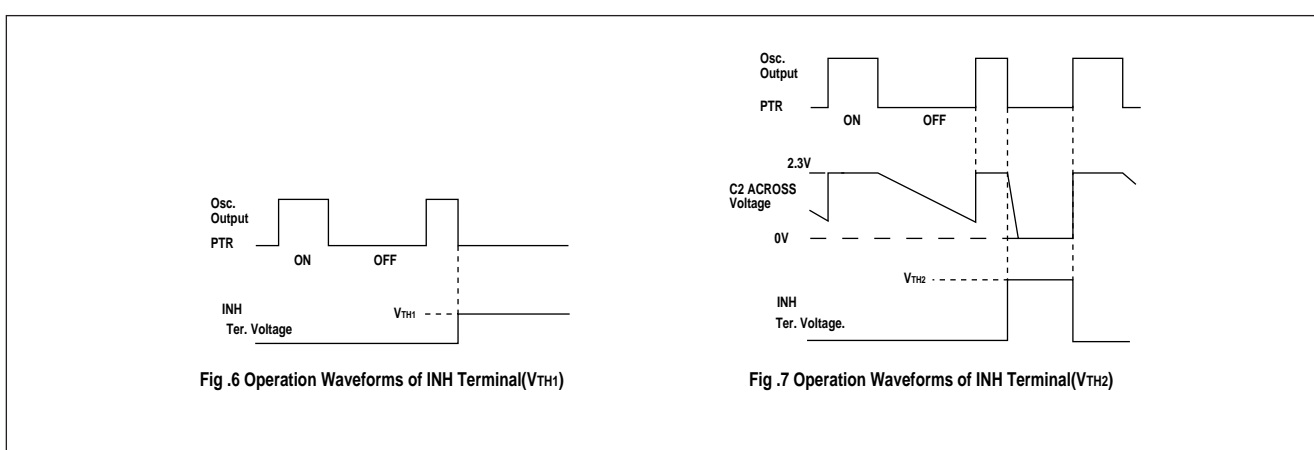 Osc.
Output
PTR
ON OFF
INH
Ter. Voltage
VTH1
Fig .6 Operation Waveforms of INH Terminal(VTH1)
Osc.
Output
PTR
ON OFF
2.3V
C2 ACROSS
Voltage
0V
VTH2
INH
Ter. Voltage.
Fig .7 Operation Waveforms of INH Terminal(VTH2)